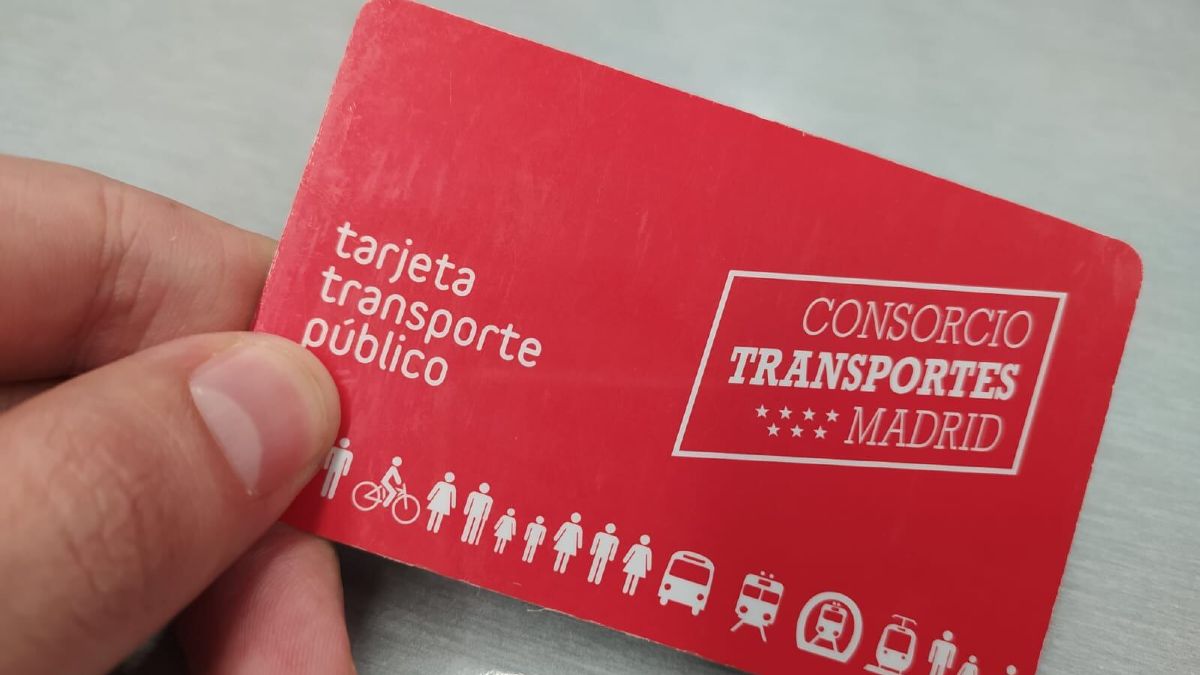 tarjeta
transporte
público
CONSORCIO
TRANSPORTES
MADRID